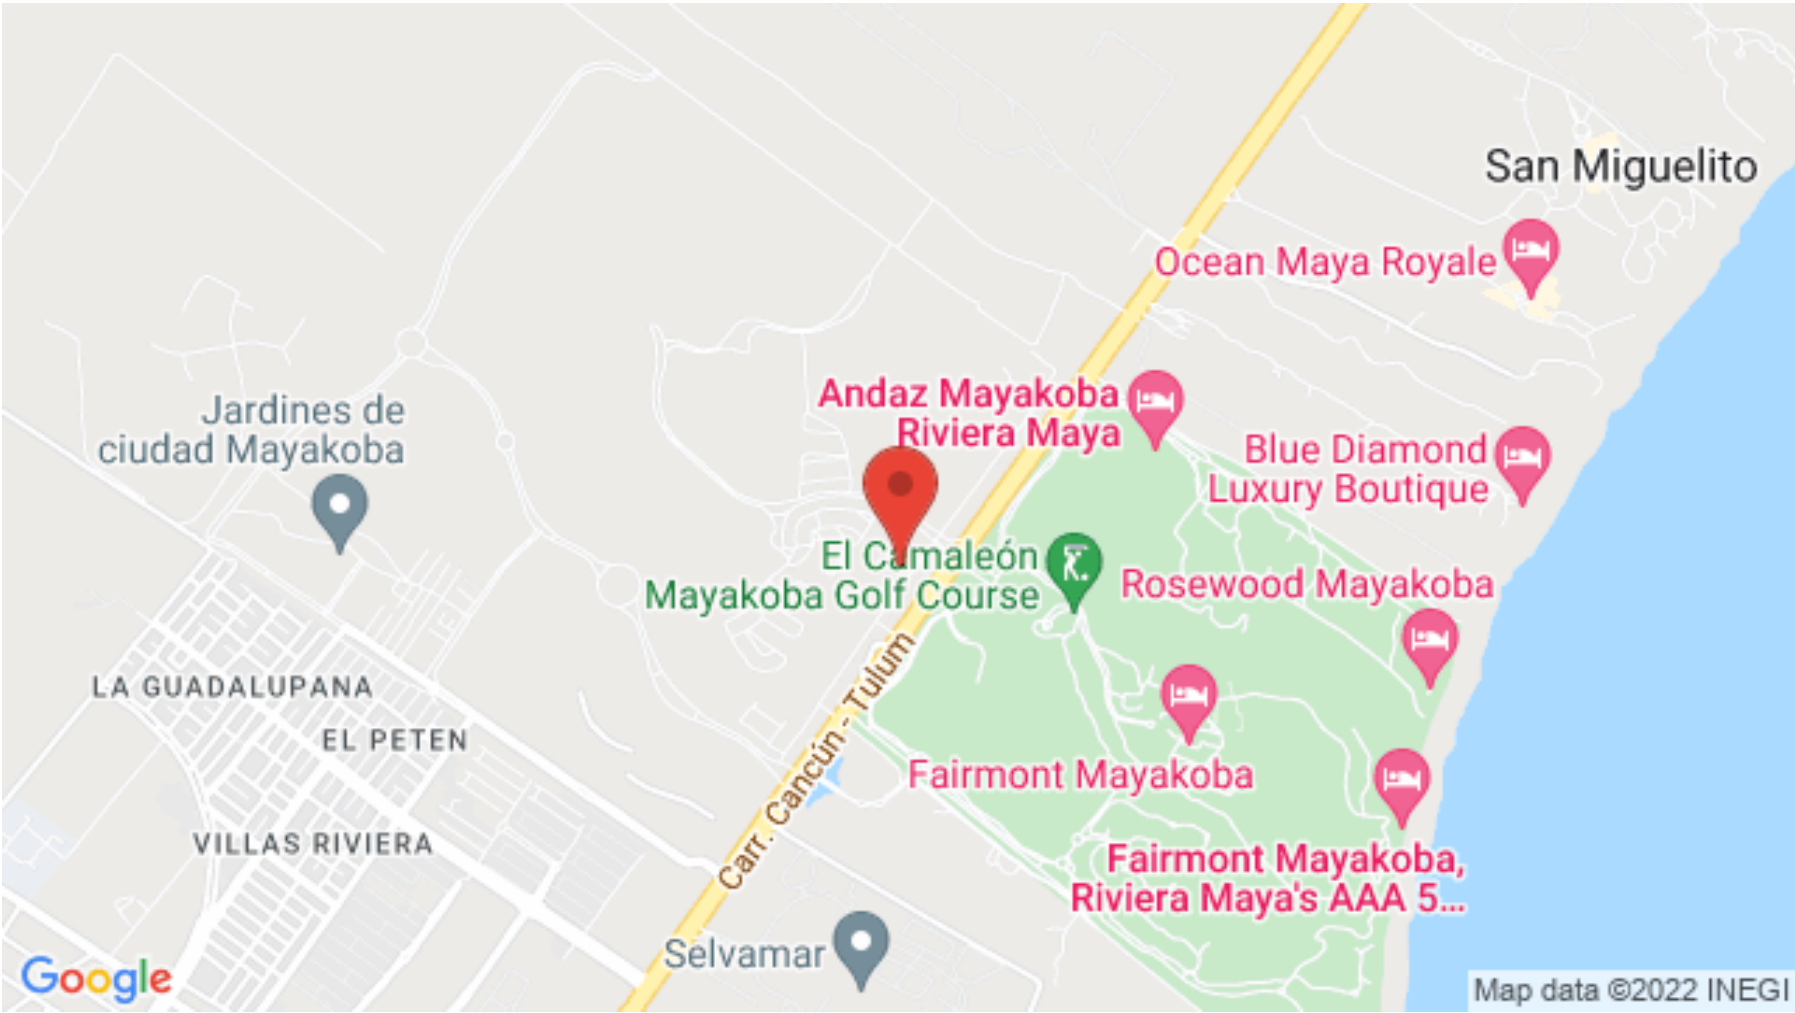 San Miguelito
Ocean Maya Royale
Andaz Mayakoba
Riviera Maya
Jardines de
ciudad Mayakoba
Blue Diamond
Luxury Boutique
El Camaleón
Mayakoba Golf Course
Rosewood Mayakoba
LA GUADALUPANA
EL PETEN
Carr. Cancún - Tulum
Fairmont Mayakoba
VILLAS RIVIERA
Fairmont Mayakoba,
Riviera Maya's AAA 5...
Selvamar
Google
Map data ©2022 INEGI